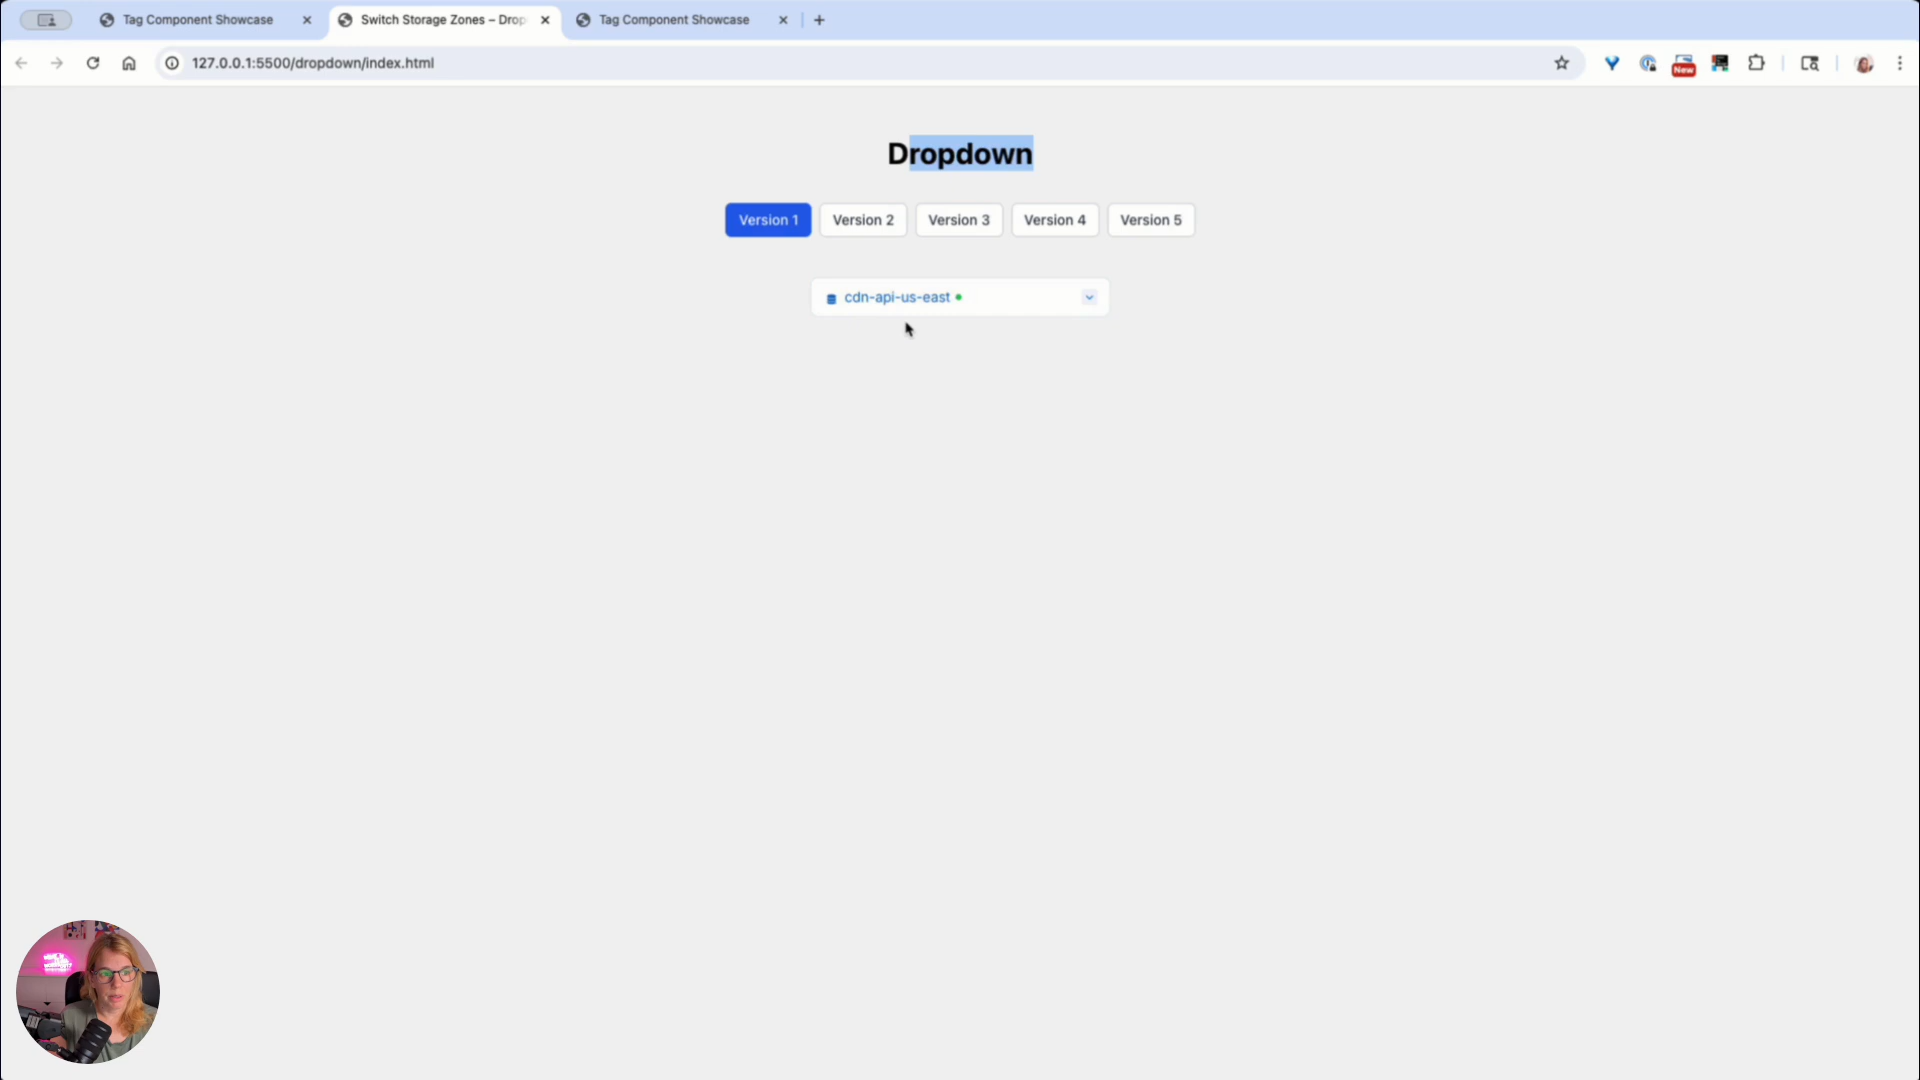 Tag Component Showcase
Switch Storage Zones – Drop
Tag Component Showcase
127.0.0.1:5500/dropdown/index.html
New
Dropdown
Version 1
Version 2
Version 3
Version 4
Version 5
cdn-api-us-east